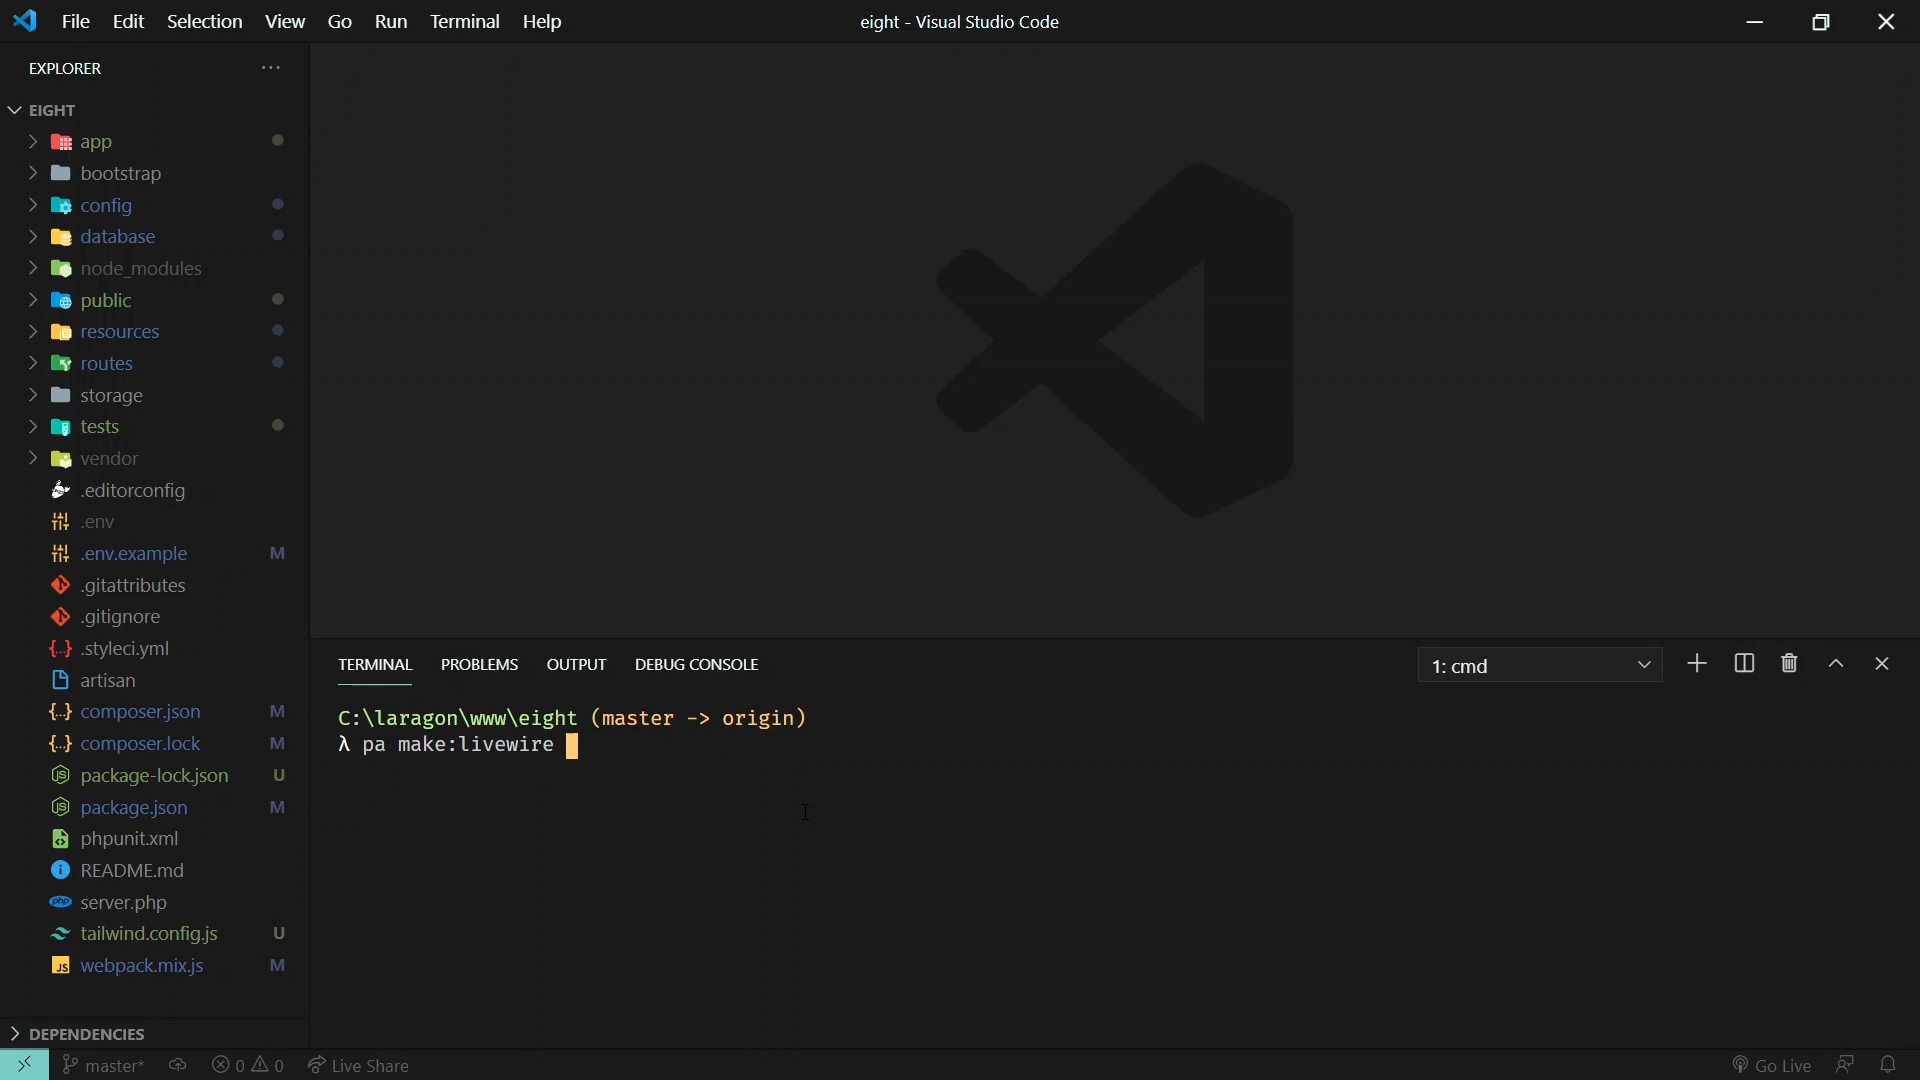 File Edit Selection View Go Run Terminal Help
eight - Visual Studio Code
EXPLORER
EIGHT
app
bootstrap
config
database
node_modules
public
resources
routes
storage
tests
vendor
.editorconfig
.env
.env.example M
.gitattributes
.gitignore
.styleci.yml
artisan
composer.json M
composer.lock M
package-lock.json U
package.json M
phpunit.xml
README.md
server.php
tailwind.config.js U
webpack.mix.js M
DEPENDENCIES
TERMINAL PROBLEMS OUTPUT DEBUG CONSOLE
1: cmd
C:\laragon\www\eight (master -> origin)
λ pa make:livewire
master* 0 0 Live Share
Go Live